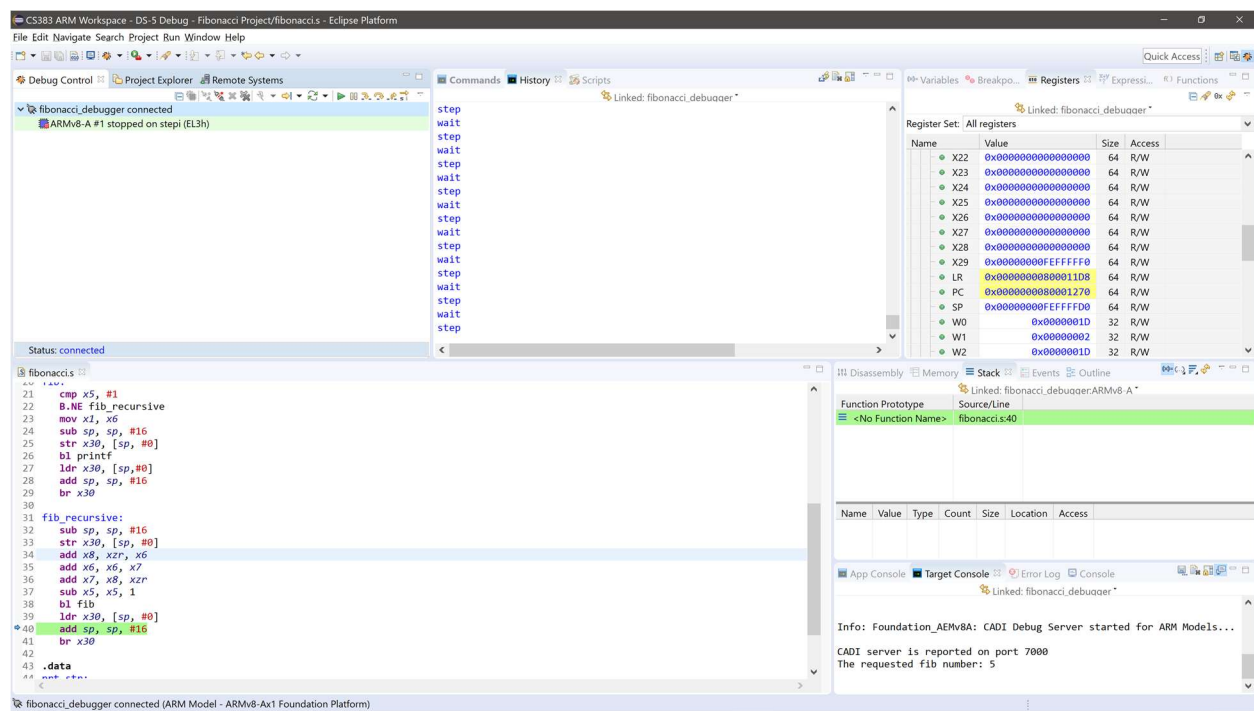 CS383 ARM Workspace - DS-5 Debug - Fibonacci Project/fibonacci.s - Eclipse Platform
File Edit Navigate Search Project Run Window Help
Quick Access
Debug Control Project Explorer Remote Systems
fibonacci_debugger connected
ARMv8-A #1 stopped on stepi (EL3h)
Status: connected
Commands History Scripts
Linked: fibonacci_debugger
step
wait
step
wait
step
wait
step
wait
step
wait
step
wait
step
wait
step
wait
step
Variables Breakpo... Registers Expressi... Functions
Linked: fibonacci_debugger
Register Set: All registers
Name Value Size Access
X22 0x0000000000000000 64 R/W
X23 0x0000000000000000 64 R/W
X24 0x0000000000000000 64 R/W
X25 0x0000000000000000 64 R/W
X26 0x0000000000000000 64 R/W
X27 0x0000000000000000 64 R/W
X28 0x0000000000000000 64 R/W
X29 0x00000000FEFFFFF0 64 R/W
LR 0x00000000800011D8 64 R/W
PC 0x0000000080001270 64 R/W
SP 0x00000000FEFFFFD0 64 R/W
W0 0x0000001D 32 R/W
W1 0x00000002 32 R/W
W2 0x0000001D 32 R/W
fibonacci.s
20 fib:
21 cmp x5, #1
22 B.NE fib_recursive
23 mov x1, x6
24 sub sp, sp, #16
25 str x30, [sp, #0]
26 bl printf
27 ldr x30, [sp,#0]
28 add sp, sp, #16
29 br x30
30
31 fib_recursive:
32 sub sp, sp, #16
33 str x30, [sp, #0]
34 add x8, xzr, x6
35 add x6, x6, x7
36 add x7, x8, xzr
37 sub x5, x5, 1
38 bl fib
39 ldr x30, [sp, #0]
40 add sp, sp, #16
41 br x30
42
43 .data
44 prt_str:
Disassembly Memory Stack Events Outline
Linked: fibonacci_debugger:ARMv8-A
Function Prototype Source/Line
<No Function Name> fibonacci.s:40
Name Value Type Count Size Location Access
App Console Target Console Error Log Console
Linked: fibonacci_debugger
Info: Foundation_AEMv8A: CADI Debug Server started for ARM Models...
CADI server is reported on port 7000
The requested fib number: 5
fibonacci_debugger connected (ARM Model - ARMv8-Ax1 Foundation Platform)